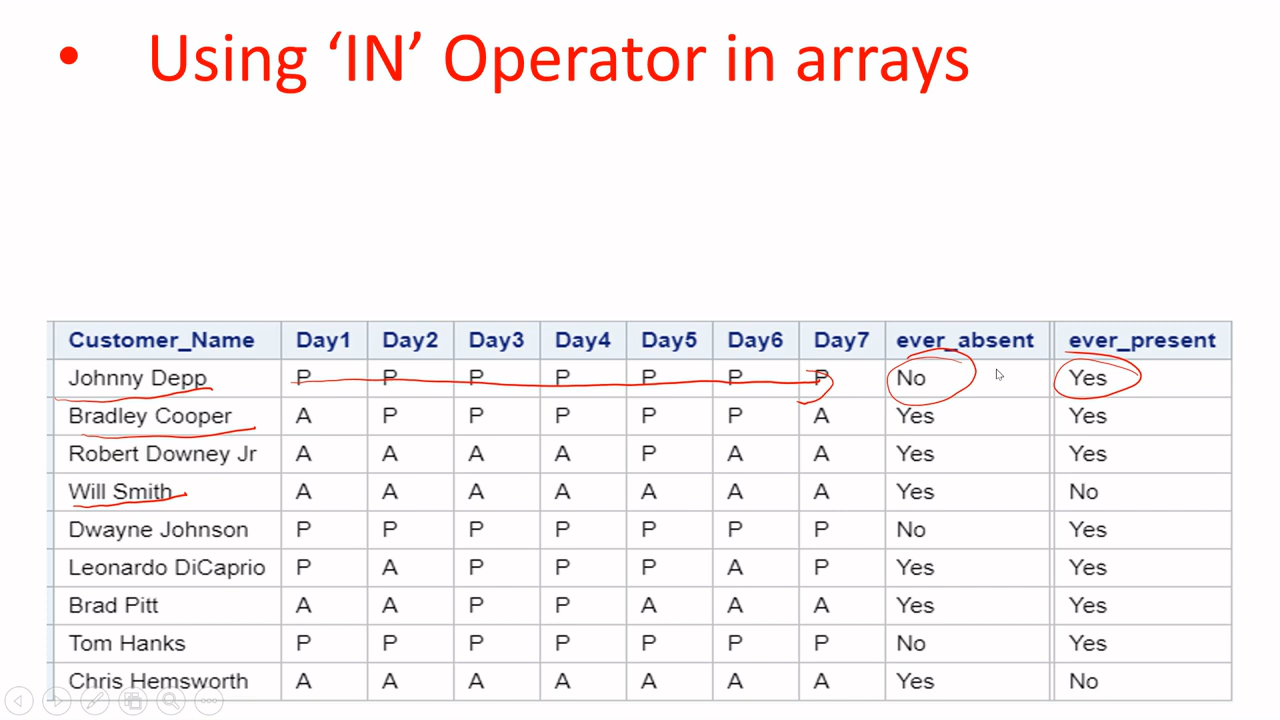 • Using ‘IN’ Operator in arrays
Customer_Name Day1 Day2 Day3 Day4 Day5 Day6 Day7 ever_absent ever_present
Johnny Depp P P P P P P P No Yes
Bradley Cooper A P P P P P A Yes Yes
Robert Downey Jr A A A A P A A Yes Yes
Will Smith A A A A A A A Yes No
Dwayne Johnson P P P P P P P No Yes
Leonardo DiCaprio P A P P P A P Yes Yes
Brad Pitt A A P P A A A Yes Yes
Tom Hanks P P P P P P P No Yes
Chris Hemsworth A A A A A A A Yes No